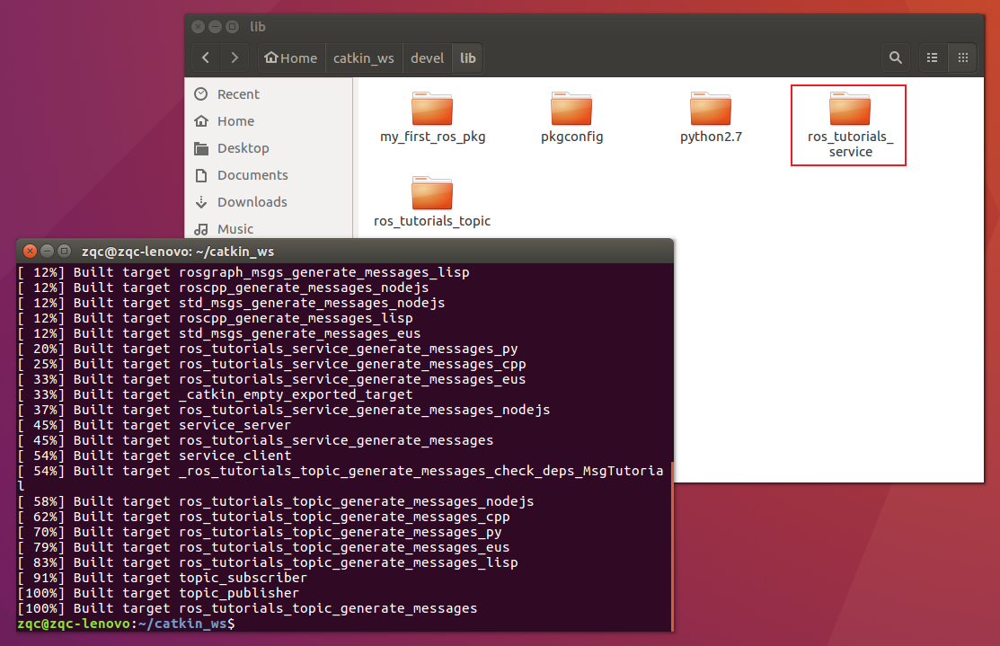 lib
Home catkin_ws devel lib
Recent
Home
Desktop
Documents
Downloads
Music
my_first_ros_pkg
pkgconfig
python2.7
ros_tutorials_
service
ros_tutorials_topic
zqc@zqc-lenovo: ~/catkin_ws
[ 12%] Built target rosgraph_msgs_generate_messages_lisp
[ 12%] Built target roscpp_generate_messages_nodejs
[ 12%] Built target std_msgs_generate_messages_nodejs
[ 12%] Built target roscpp_generate_messages_lisp
[ 12%] Built target std_msgs_generate_messages_eus
[ 20%] Built target ros_tutorials_service_generate_messages_py
[ 25%] Built target ros_tutorials_service_generate_messages_cpp
[ 33%] Built target ros_tutorials_service_generate_messages_eus
[ 33%] Built target _catkin_empty_exported_target
[ 37%] Built target ros_tutorials_service_generate_messages_nodejs
[ 45%] Built target service_server
[ 45%] Built target ros_tutorials_service_generate_messages
[ 54%] Built target service_client
[ 54%] Built target _ros_tutorials_topic_generate_messages_check_deps_MsgTutoria
l
[ 58%] Built target ros_tutorials_topic_generate_messages_nodejs
[ 62%] Built target ros_tutorials_topic_generate_messages_cpp
[ 70%] Built target ros_tutorials_topic_generate_messages_py
[ 79%] Built target ros_tutorials_topic_generate_messages_eus
[ 83%] Built target ros_tutorials_topic_generate_messages_lisp
[ 91%] Built target topic_subscriber
[100%] Built target topic_publisher
[100%] Built target ros_tutorials_topic_generate_messages
zqc@zqc-lenovo:~/catkin_ws$